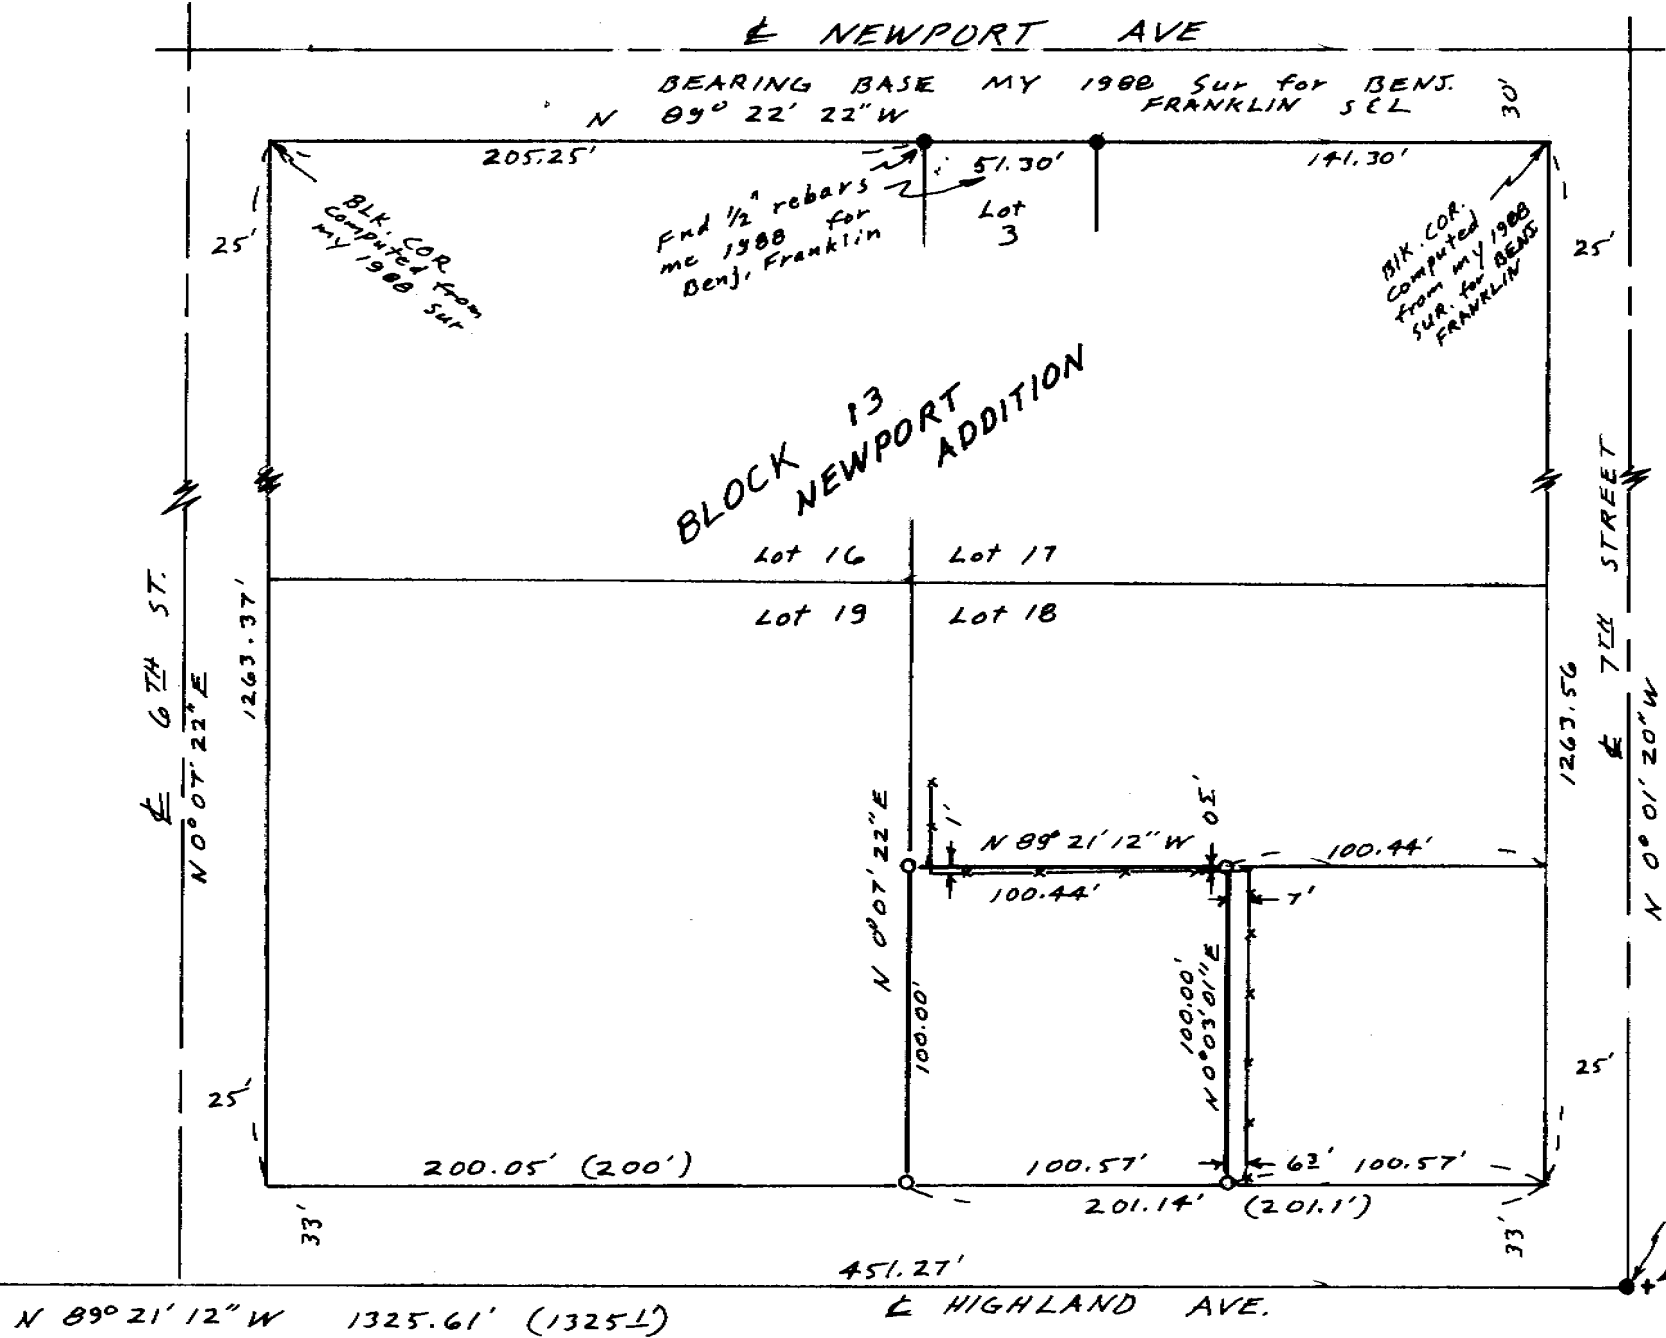 ℄ NEWPORT AVE
BEARING BASE MY 1988 Sur for BENJ.
FRANKLIN S&L
N 89° 22' 22" W
30'
205.25'
51.30'
141.30'
Fnd 1/2" rebars
me 1988 for
Benj. Franklin
Lot
3
BLK. COR
computed from
my 1988 sur
BLK. COR.
computed
from my 1988
SUR. for BENJ
FRANKLIN
25'
25'
BLOCK 13
NEWPORT
ADDITION
Lot 16
Lot 17
Lot 19
Lot 18
℄ 6TH ST.
N 0° 07' 22" E
1263.37'
1263.56
℄ 7TH STREET
N 0° 01' 20" W
N 0° 07' 22" E
1'
N 89° 21' 12" W
05'
100.44'
100.44'
7'
100.00'
100.00'
N 0° 03' 01" E
25'
25'
200.05' (200')
100.57'
63'
100.57'
201.14' (201.1')
33'
33'
451.27'
N 89° 21' 12" W 1325.61' (1325.1')
℄ HIGHLAND AVE.